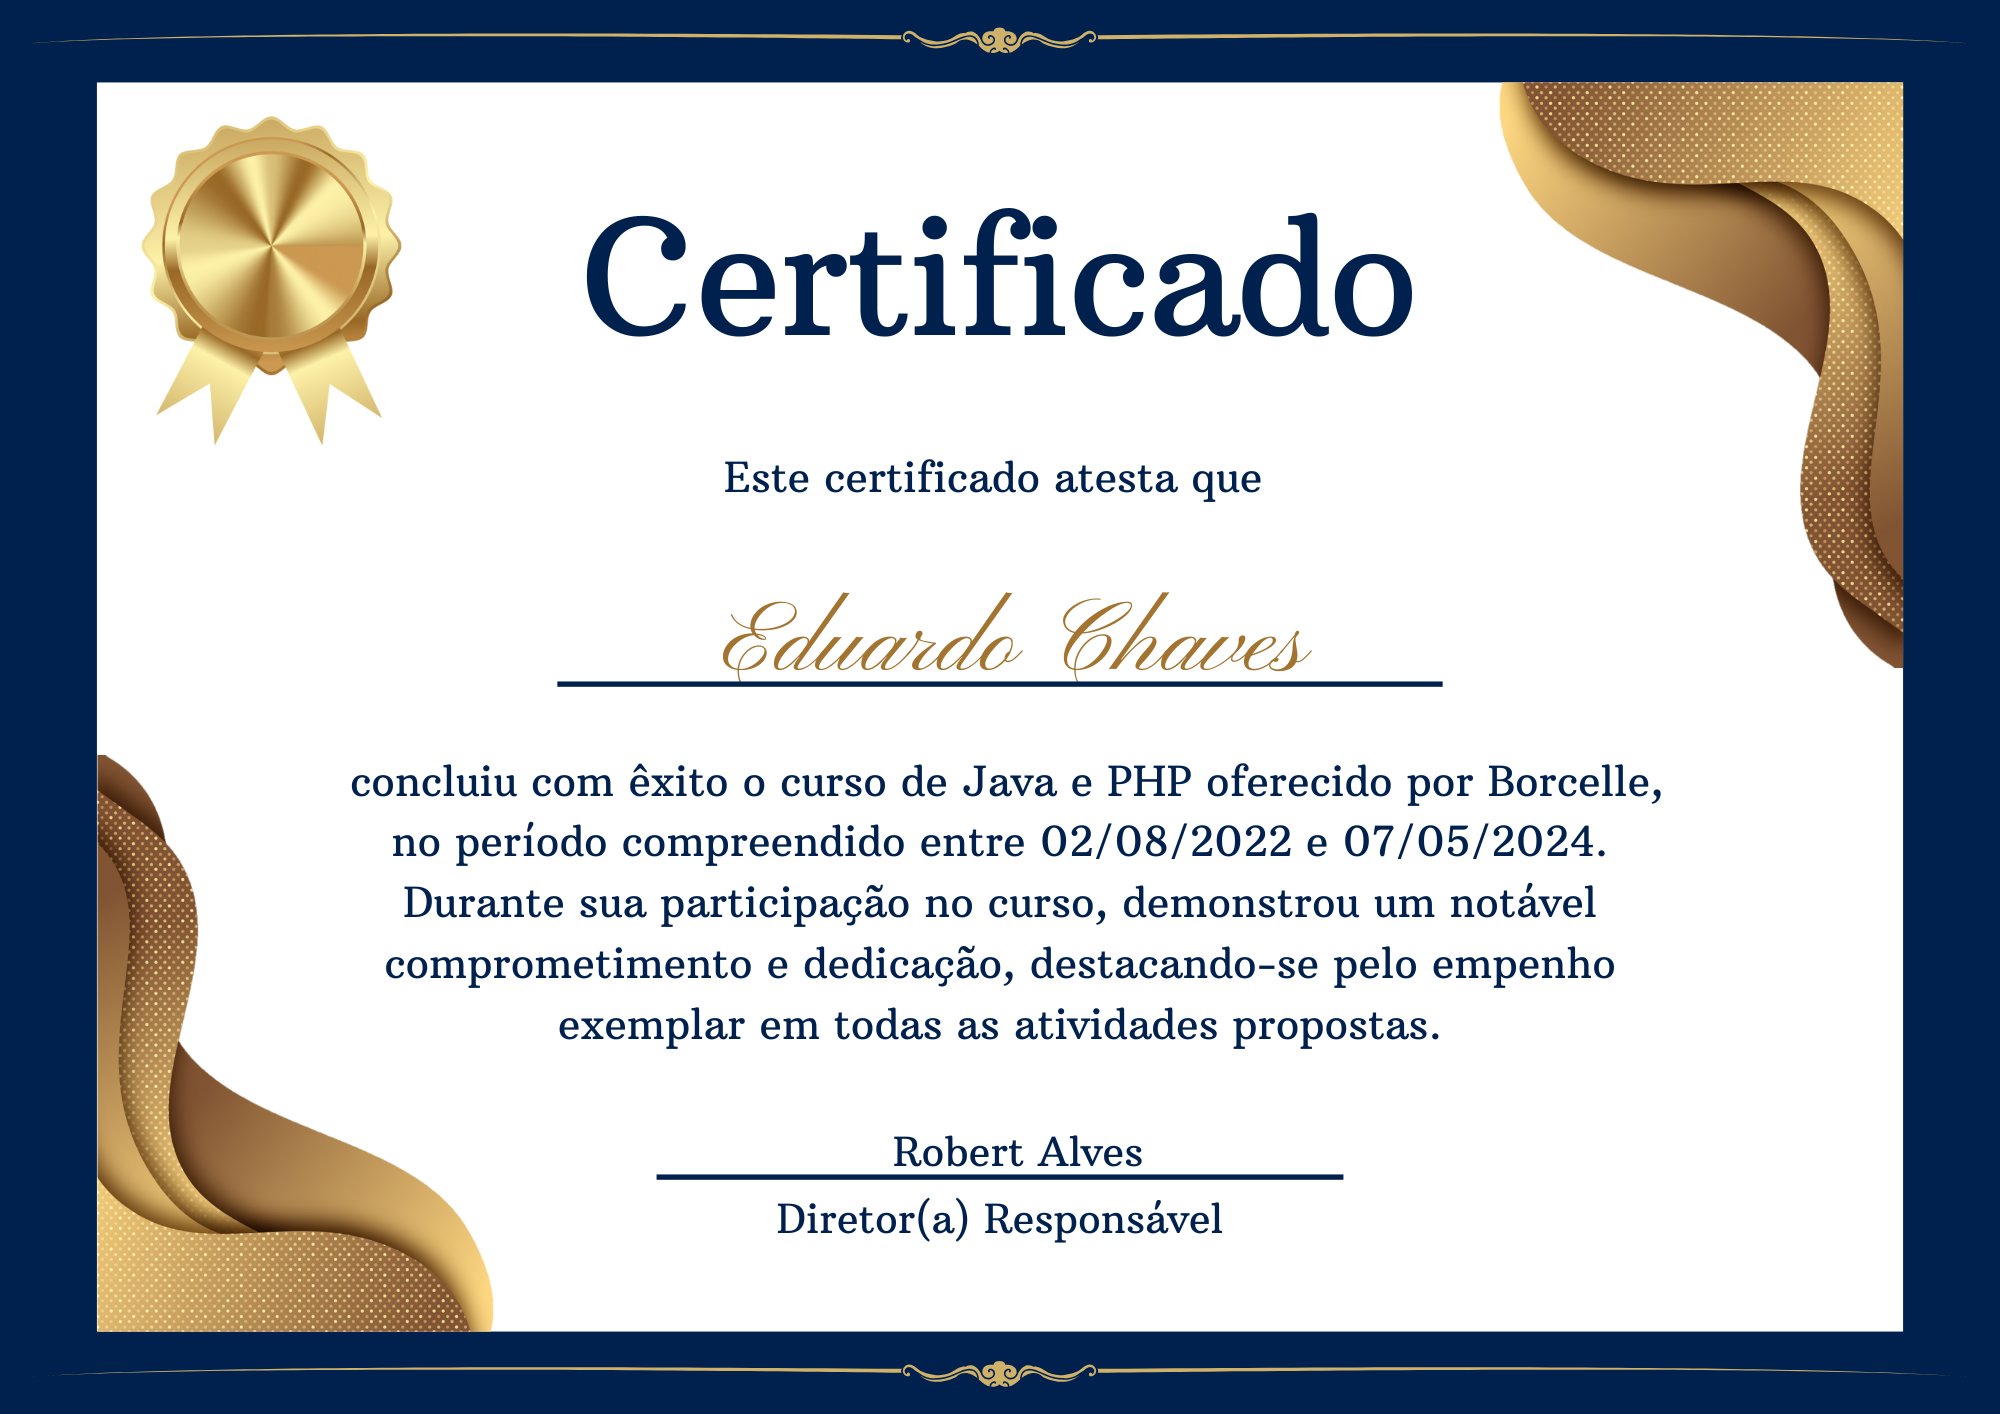 Certificado
Este certificado atesta que
Eduardo Chaves
concluiu com êxito o curso de Java e PHP oferecido por Borcelle,
no período compreendido entre 02/08/2022 e 07/05/2024.
Durante sua participação no curso, demonstrou um notável
comprometimento e dedicação, destacando-se pelo empenho
exemplar em todas as atividades propostas.
Robert Alves
Diretor(a) Responsável